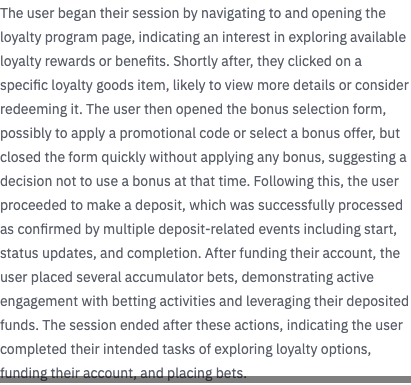 The user began their session by navigating to and opening the
loyalty program page, indicating an interest in exploring available
loyalty rewards or benefits. Shortly after, they clicked on a
specific loyalty goods item, likely to view more details or consider
redeeming it. The user then opened the bonus selection form,
possibly to apply a promotional code or select a bonus offer, but
closed the form quickly without applying any bonus, suggesting a
decision not to use a bonus at that time. Following this, the user
proceeded to make a deposit, which was successfully processed
as confirmed by multiple deposit-related events including start,
status updates, and completion. After funding their account, the
user placed several accumulator bets, demonstrating active
engagement with betting activities and leveraging their deposited
funds. The session ended after these actions, indicating the user
completed their intended tasks of exploring loyalty options,
funding their account, and placing bets.